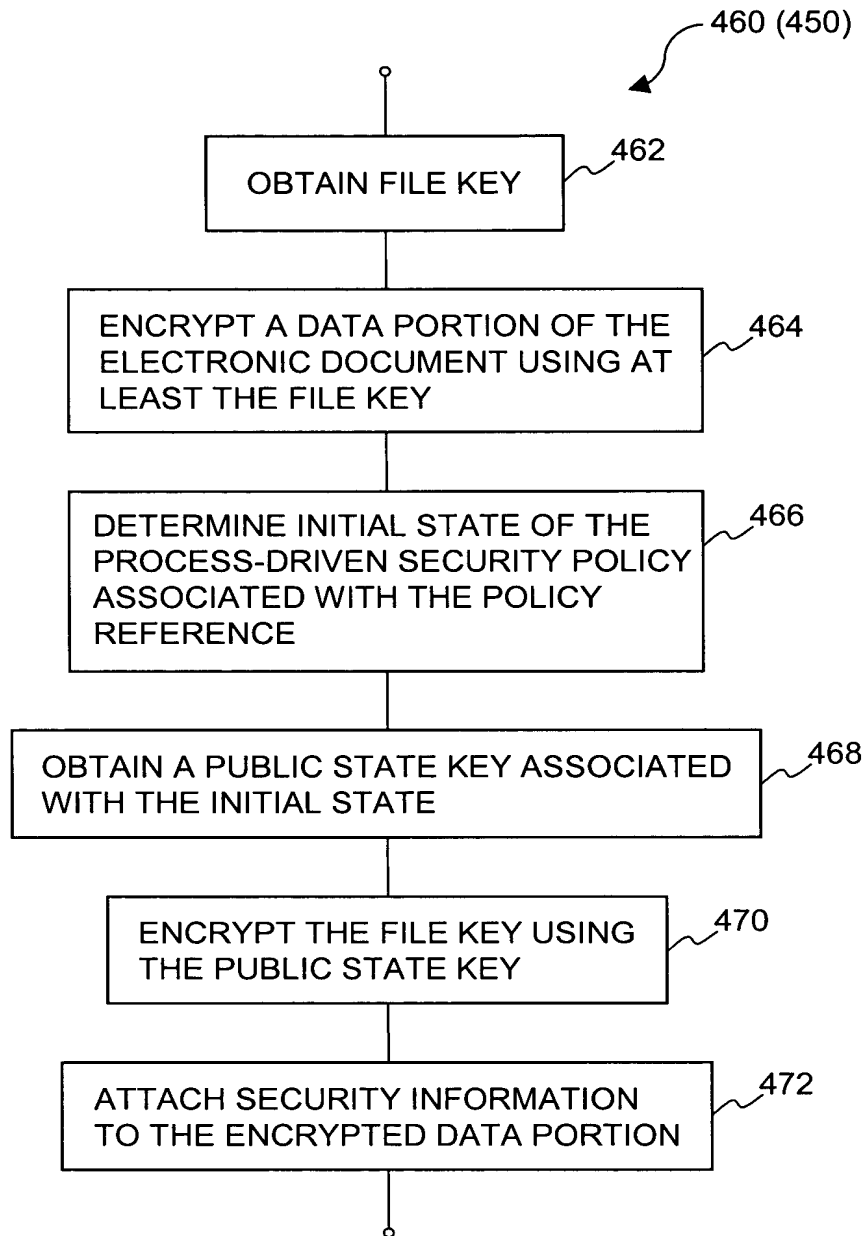 460 (450)
462
OBTAIN FILE KEY
464
ENCRYPT A DATA PORTION OF THE
ELECTRONIC DOCUMENT USING AT
LEAST THE FILE KEY
466
DETERMINE INITIAL STATE OF THE
PROCESS-DRIVEN SECURITY POLICY
ASSOCIATED WITH THE POLICY
REFERENCE
468
OBTAIN A PUBLIC STATE KEY ASSOCIATED
WITH THE INITIAL STATE
470
ENCRYPT THE FILE KEY USING
THE PUBLIC STATE KEY
472
ATTACH SECURITY INFORMATION
TO THE ENCRYPTED DATA PORTION